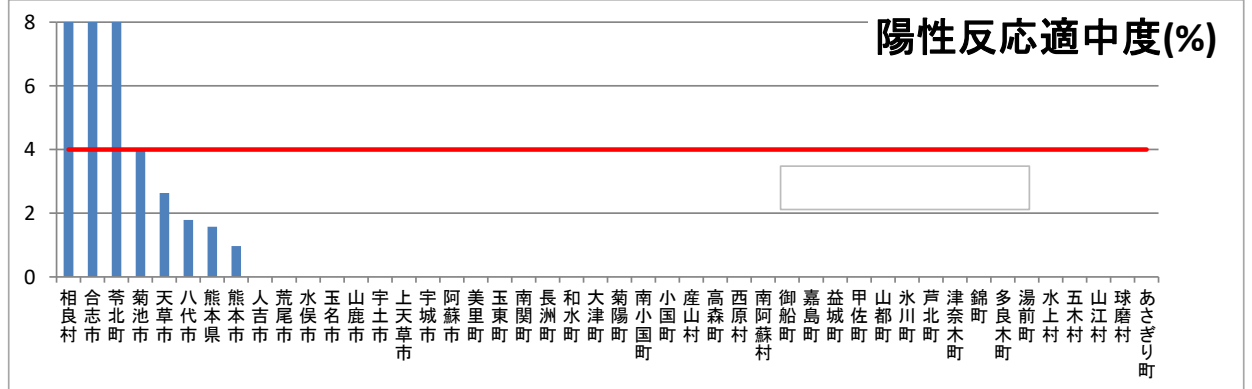 陽性反応適中度(%)
8
6
4
2
0
相良村
合志市
苓北町
菊池市
天草市
八代市
熊本県
熊本市
人吉市
荒尾市
水俣市
玉名市
山鹿市
宇土市
上天草市
宇城市
阿蘇市
美里町
玉東町
南関町
長洲町
和水町
大津町
菊陽町
南小国町
小国町
産山村
高森町
西原村
南阿蘇村
御船町
嘉島町
益城町
甲佐町
山都町
氷川町
芦北町
津奈木町
錦町
多良木町
湯前町
水上村
五木村
山江村
球磨村
あさぎり町